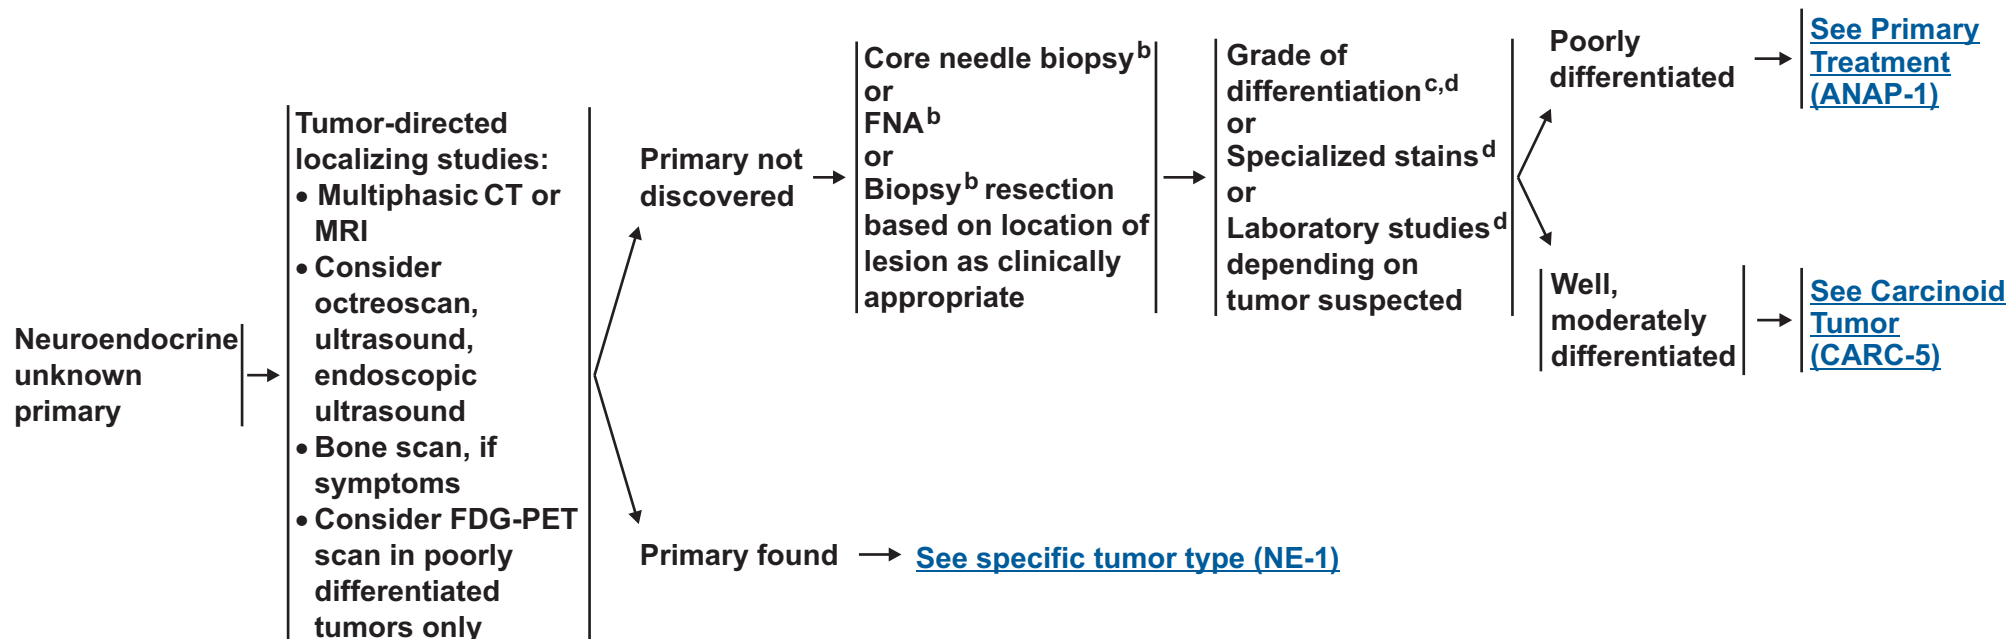 Neuroendocrine
unknown
primary
Tumor-directed
localizing studies:
• Multiphasic CT or
MRI
• Consider
octreoscan,
ultrasound,
endoscopic
ultrasound
• Bone scan, if
symptoms
• Consider FDG-PET
scan in poorly
differentiated
tumors only
Primary not
discovered
Core needle biopsy b
or
FNA b
or
Biopsy b resection
based on location of
lesion as clinically
appropriate
Grade of
differentiation c,d
or
Specialized stains d
or
Laboratory studies d
depending on
tumor suspected
Poorly
differentiated
See Primary
Treatment
(ANAP-1)
Well,
moderately
differentiated
See Carcinoid
Tumor
(CARC-5)
Primary found
See specific tumor type (NE-1)